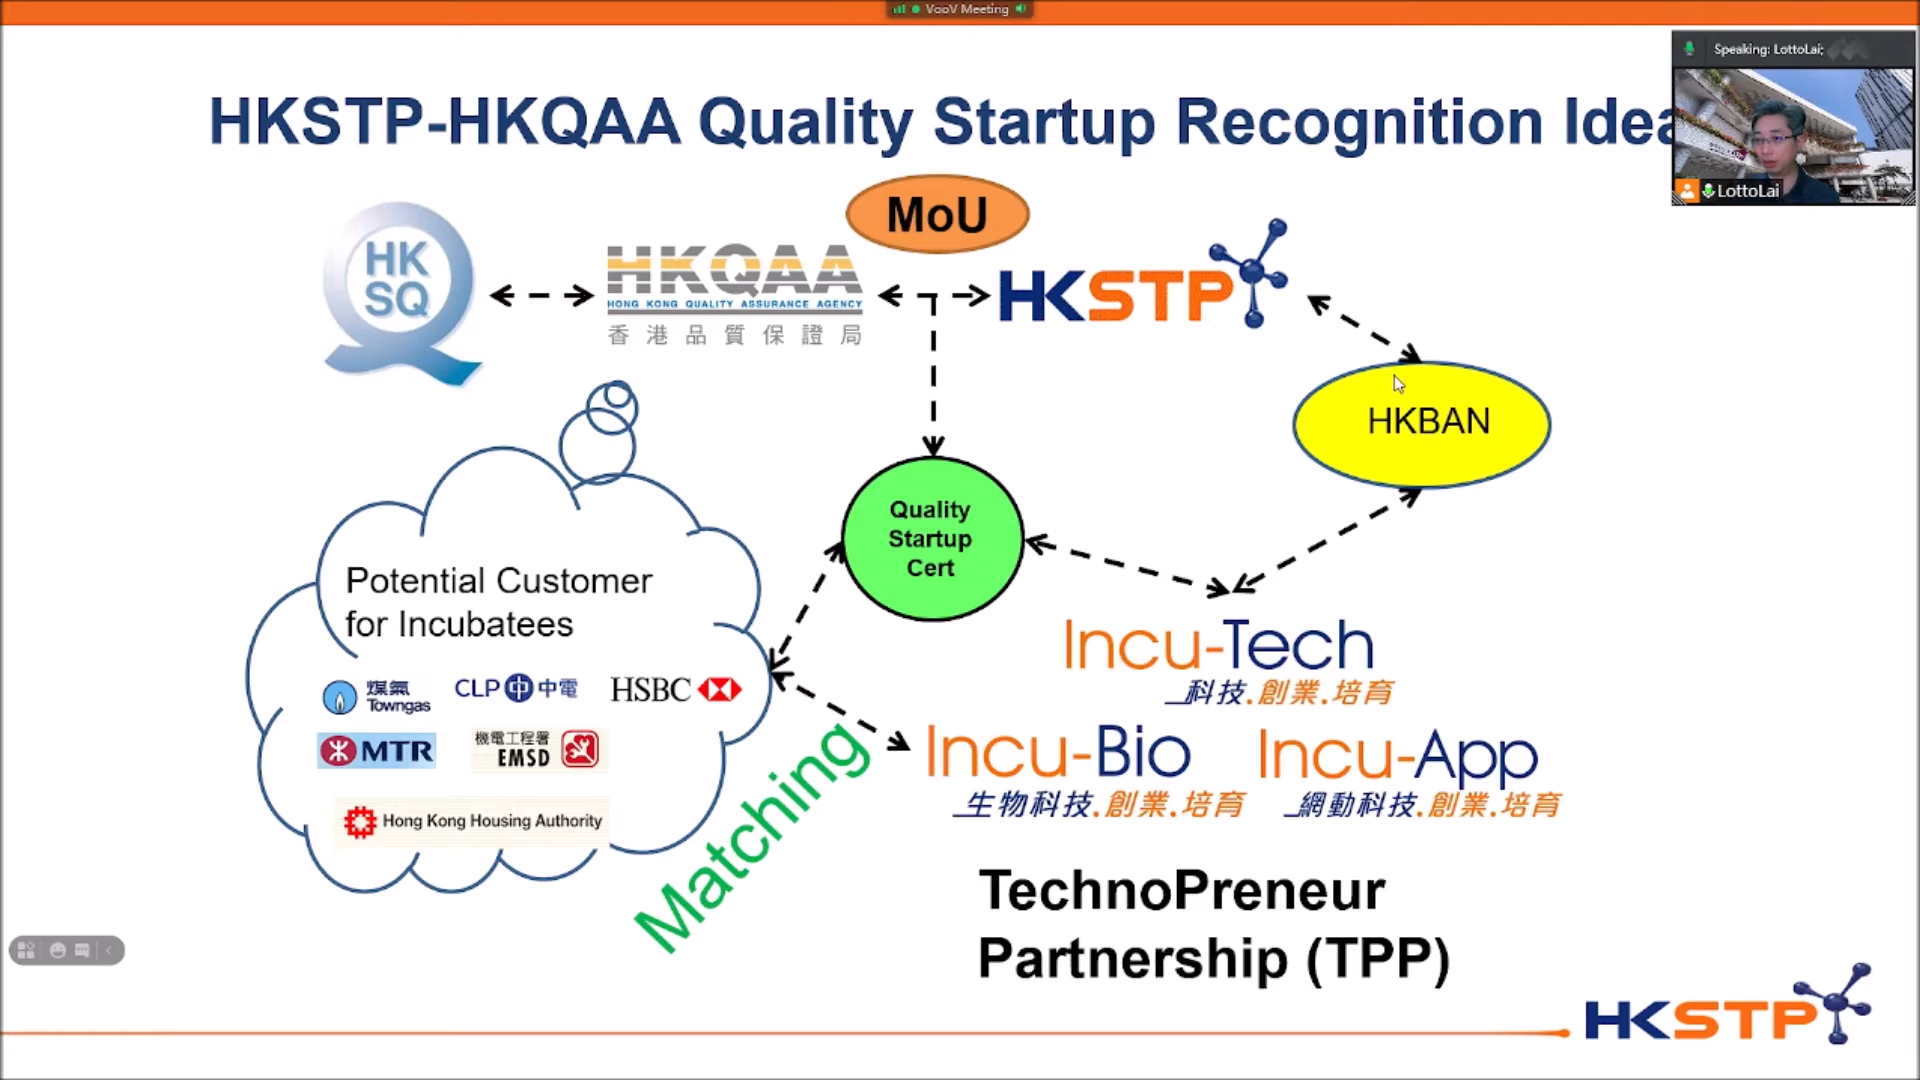 VooV Meeting
Speaking: LottoLai;
LottoLai
HKSTP-HKQAA Quality Startup Recognition Idea
MoU
HK
SQ
HKQAA
HONG KONG QUALITY ASSURANCE AGENCY
香港品質保證局
HKSTP
HKBAN
Quality
Startup
Cert
Potential Customer
for Incubatees
煤氣
Towngas
CLP 中 中電
HSBC
MTR
機電工程署
EMSD
Hong Kong Housing Authority
Matching
Incu-Tech
科技.創業.培育
Incu-Bio
生物科技.創業.培育
Incu-App
網動科技.創業.培育
TechnoPreneur
Partnership (TPP)
HKSTP